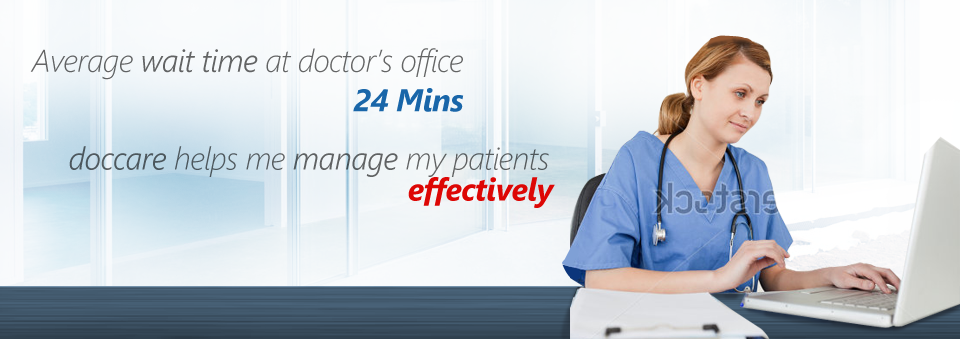 Average wait time at doctor's office
24 Mins
doccare helps me manage my patients
effectively